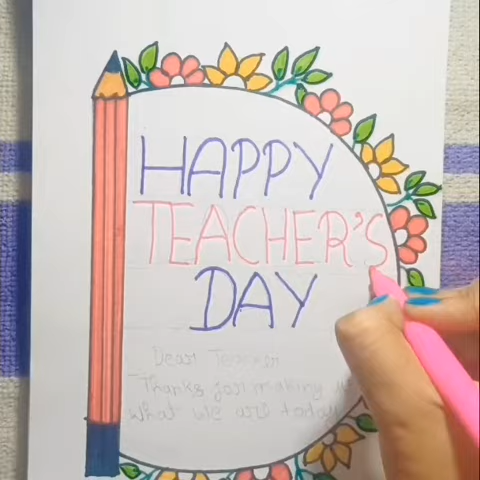 HAPPY
TEACHER'S
DAY
Dear Teacher
Thanks for making
what we are today